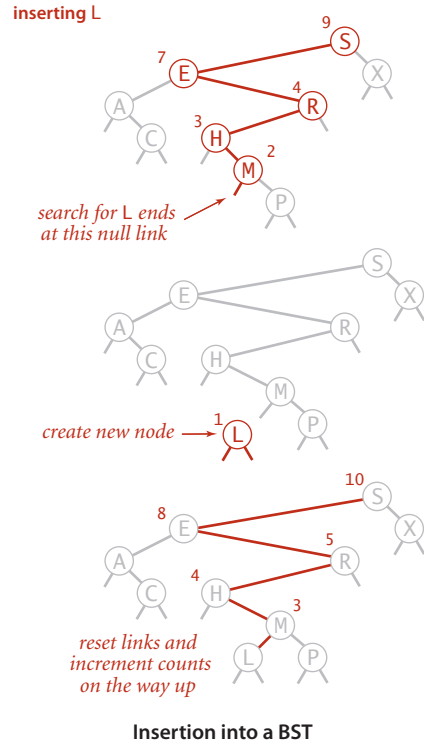 inserting L
9
S
7
E
X
4
A
R
3
C
H
2
M
P
search for L ends
at this null link
S
E
X
A
R
C
H
M
P
1
create new node
L
10
S
8
E
X
5
A
R
4
C
H
3
M
reset links and
L
P
increment counts
on the way up
Insertion into a BST